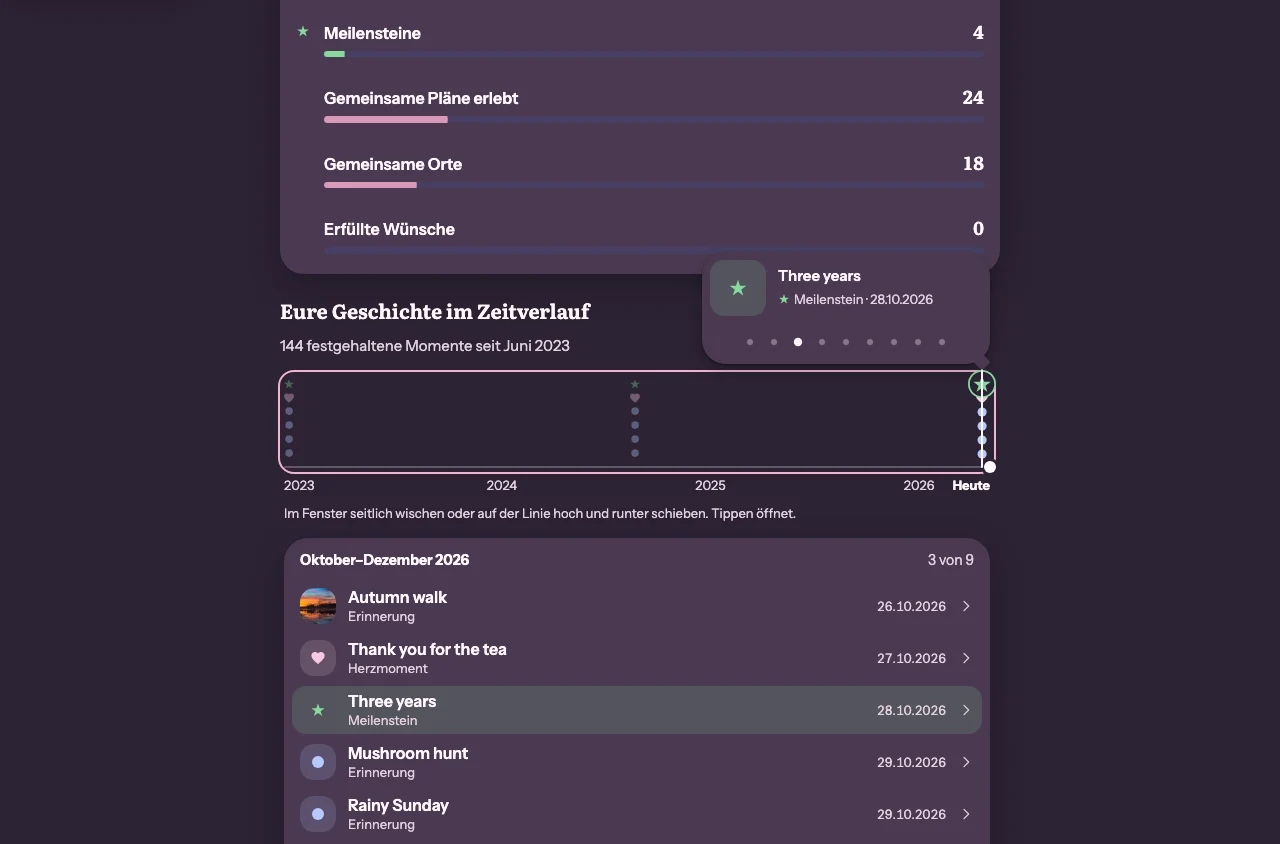 Meilensteine 4
Gemeinsame Pläne erlebt 24
Gemeinsame Orte 18
Erfüllte Wünsche 0
Three years
Meilenstein · 28.10.2026
Eure Geschichte im Zeitverlauf
144 festgehaltene Momente seit Juni 2023
2023 2024 2025 2026 Heute
Im Fenster seitlich wischen oder auf der Linie hoch und runter schieben. Tippen öffnet.
Oktober–Dezember 2026 3 von 9
Autumn walk
Erinnerung
26.10.2026
Thank you for the tea
Herzmoment
27.10.2026
Three years
Meilenstein
28.10.2026
Mushroom hunt
Erinnerung
29.10.2026
Rainy Sunday
Erinnerung
29.10.2026